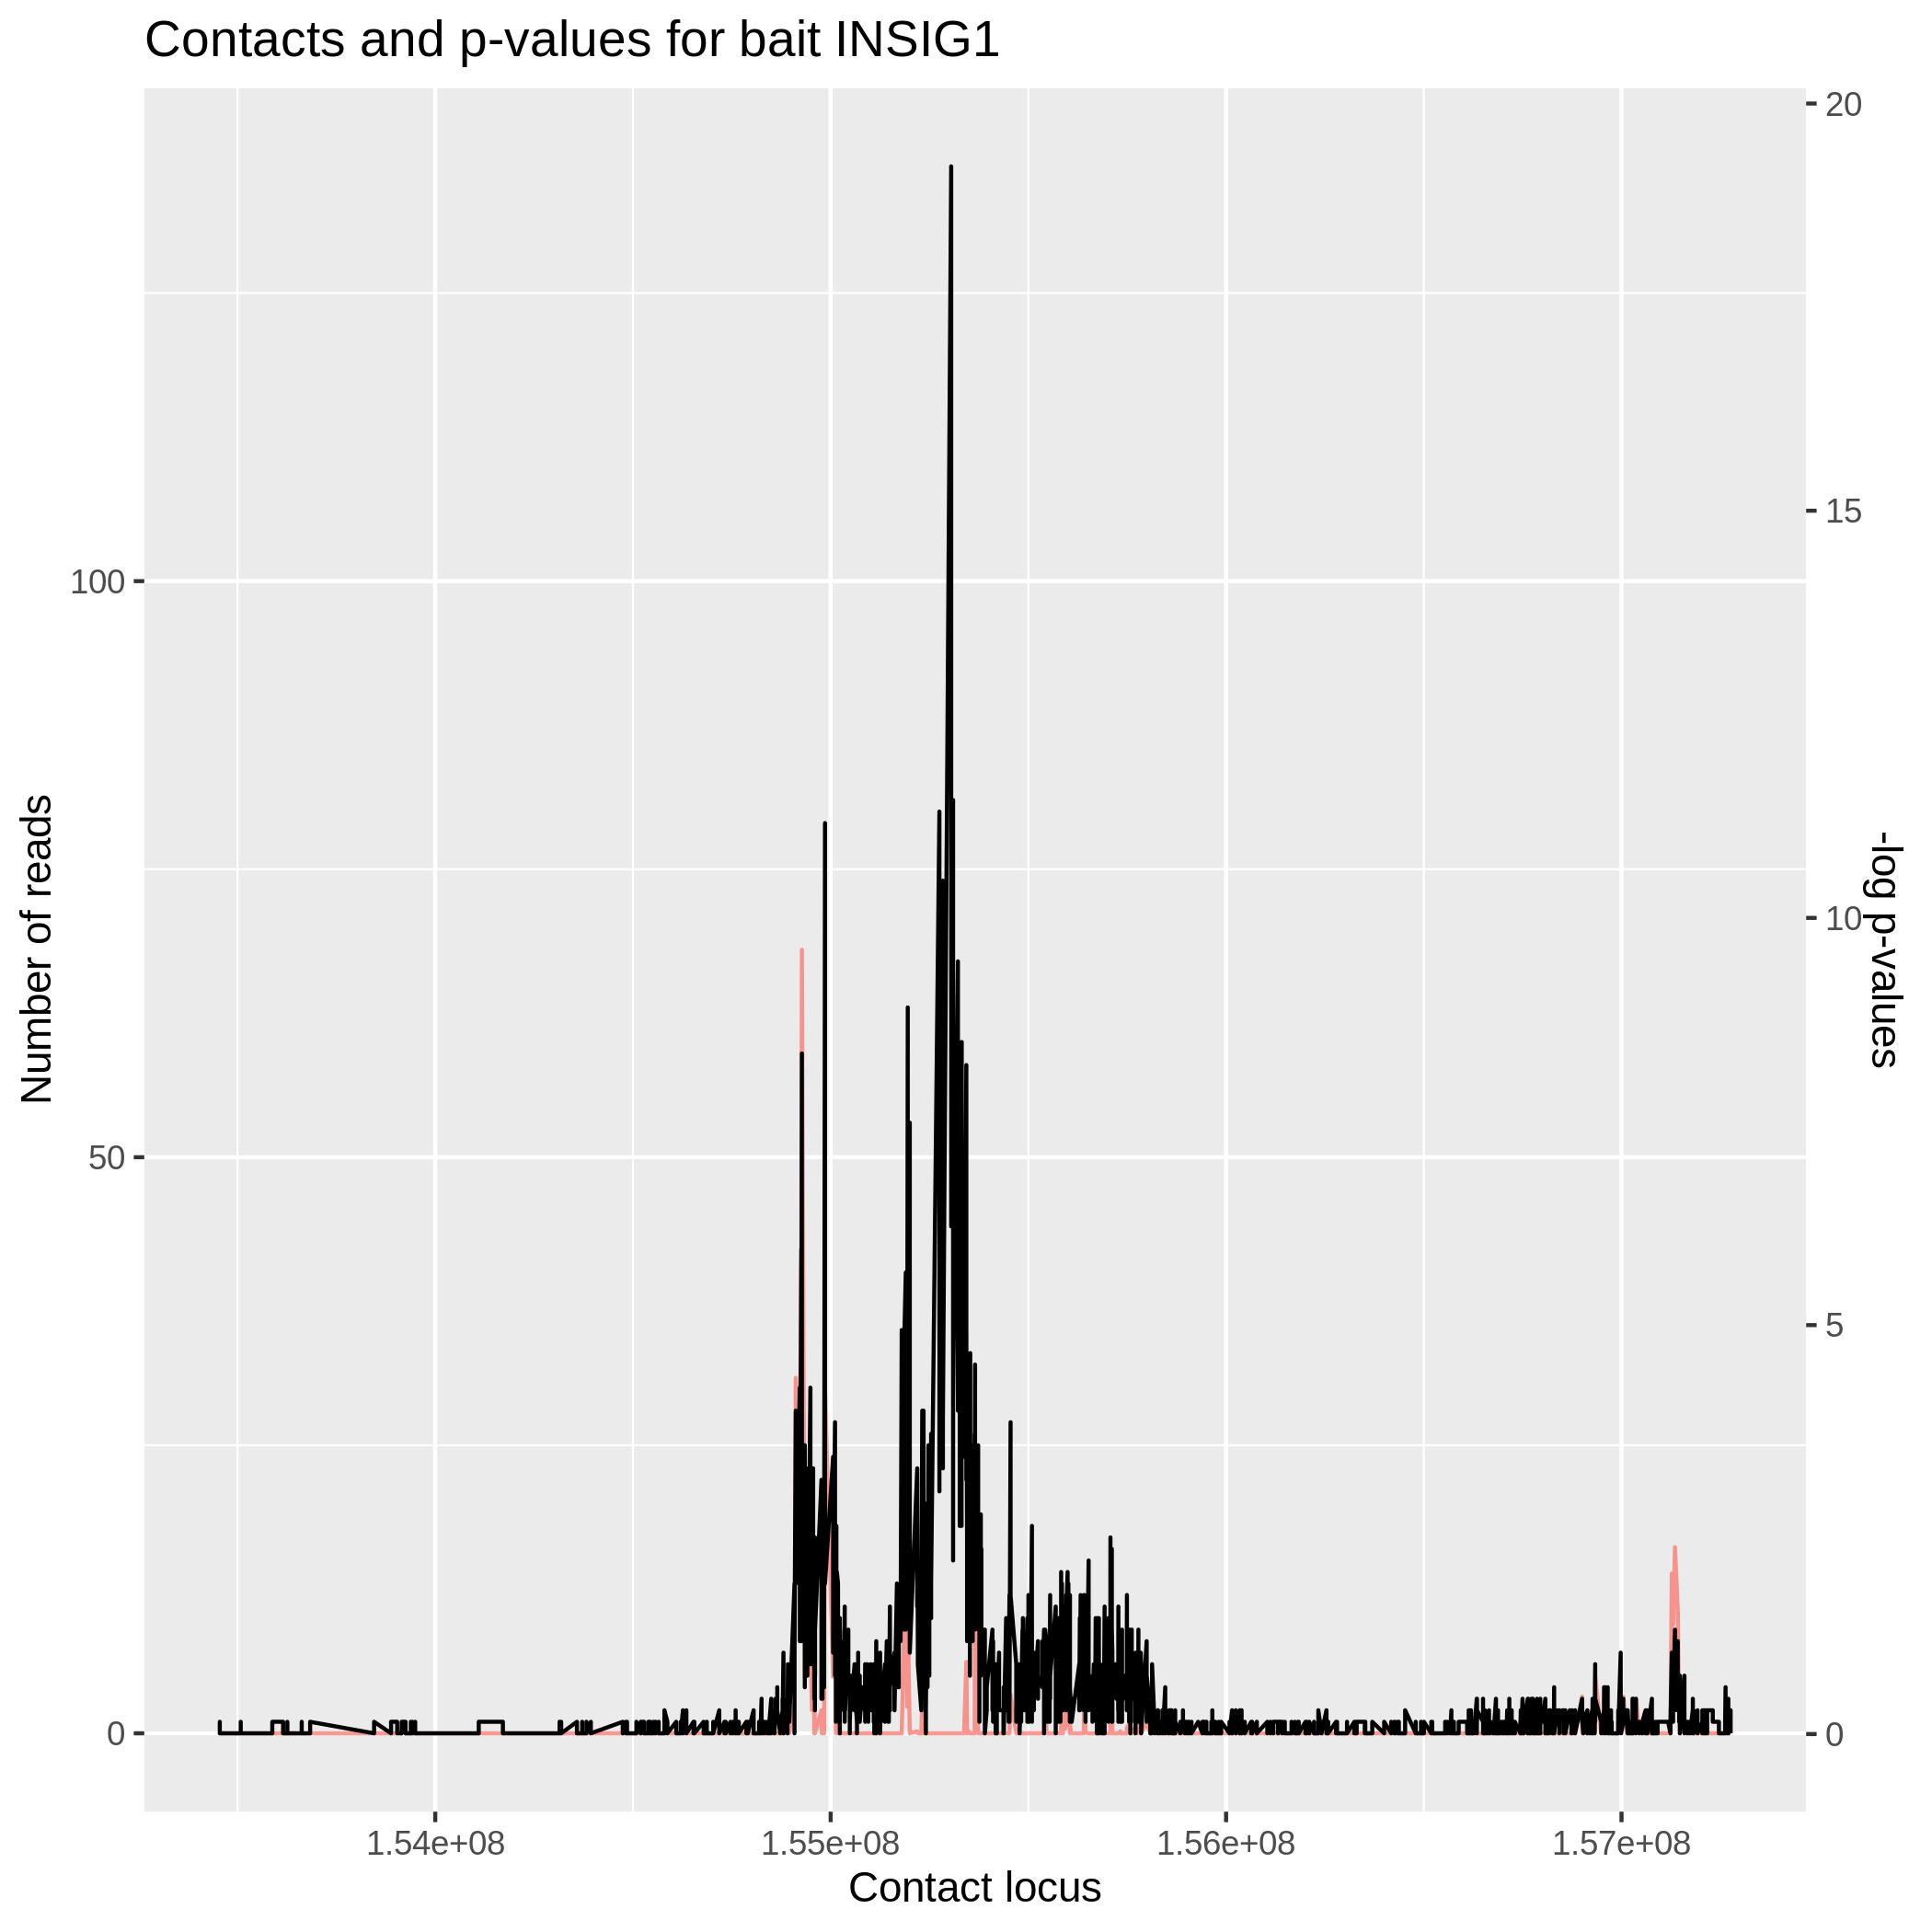 Contacts and p-values for bait INSIG1
Number of reads
100
50
0
20
15
10
5
0
-log p-values
1.54e+08 1.55e+08 1.56e+08 1.57e+08
Contact locus